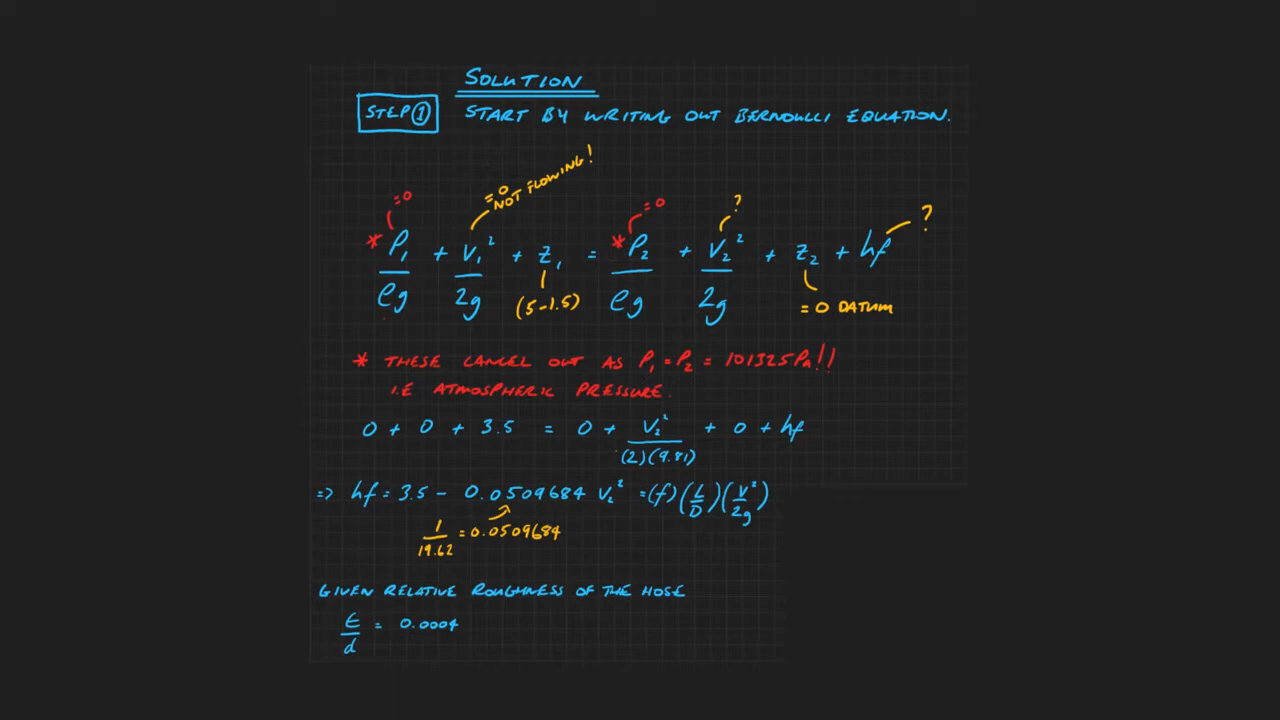 SOLUTION
STEP 1 START BY WRITING OUT BERNOULLI EQUATION.
=0 =0 NOT FLOWING! =0 ? ?
* P₁/ρg + v₁²/2g + z₁ = * P₂/ρg + V₂²/2g + z₂ + hf
(5-1.5) = 0 DATUM
* THESE CANCEL OUT AS P₁ = P₂ = 101325Pa!!
I.E ATMOSPHERIC PRESSURE.
0 + 0 + 3.5 = 0 + V₂²/(2)(9.81) + 0 + hf
=> hf = 3.5 - 0.0509684 V₂² = (f)(L/D)(V²/2g)
1/19.62 = 0.0509684
GIVEN RELATIVE ROUGHNESS OF THE HOSE
ε/d = 0.0004